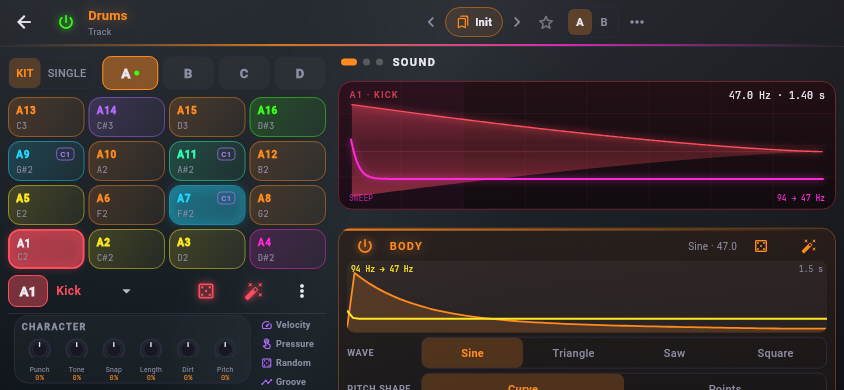 Drums
Track
Init
A B
KIT SINGLE A B C D
SOUND
A13 A14 A15 A16
C3 C#3 D3 D#3
A9 C1 A10 A11 C1 A12
G#2 A2 A#2 B2
A5 A6 A7 C1 A8
E2 F2 F#2 G2
A1 A2 A3 A4
C2 C#2 D2 D#2
A1 Kick
CHARACTER
Punch Tone Snap Length Dirt Pitch
0% 0% 0% 0% 0% 0%
Velocity
Pressure
Random
Groove
A1 · KICK 47.0 Hz · 1.40 s
SWEEP 94 → 47 Hz
BODY Sine · 47.0
94 Hz → 47 Hz 1.5 s
WAVE Sine Triangle Saw Square
PITCH SHAPE Curve Points